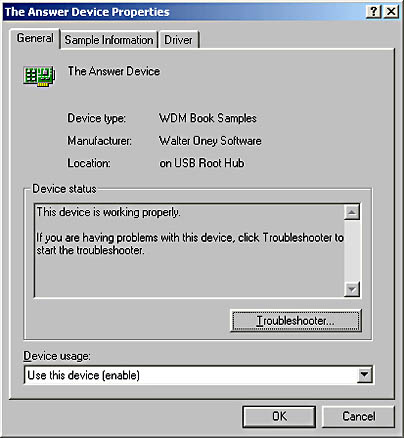 The Answer Device Properties
General Sample Information Driver
The Answer Device
Device type: WDM Book Samples
Manufacturer: Walter Oney Software
Location: on USB Root Hub
Device status
This device is working properly.
If you are having problems with this device, click Troubleshooter to
start the troubleshooter.
Troubleshooter...
Device usage:
Use this device (enable)
OK Cancel